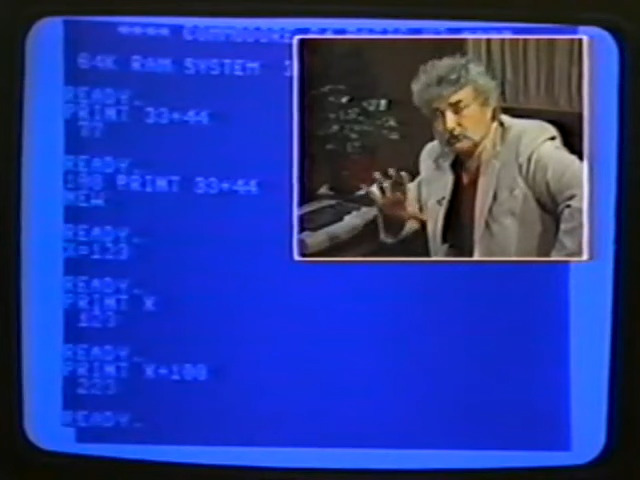 **** COMMODORE
64K RAM SYSTEM
READY.
PRINT 33+44
77
READY.
100 PRINT 33+44
NEW
READY.
X=123
READY.
PRINT X
123
READY.
PRINT X+100
223
READY.